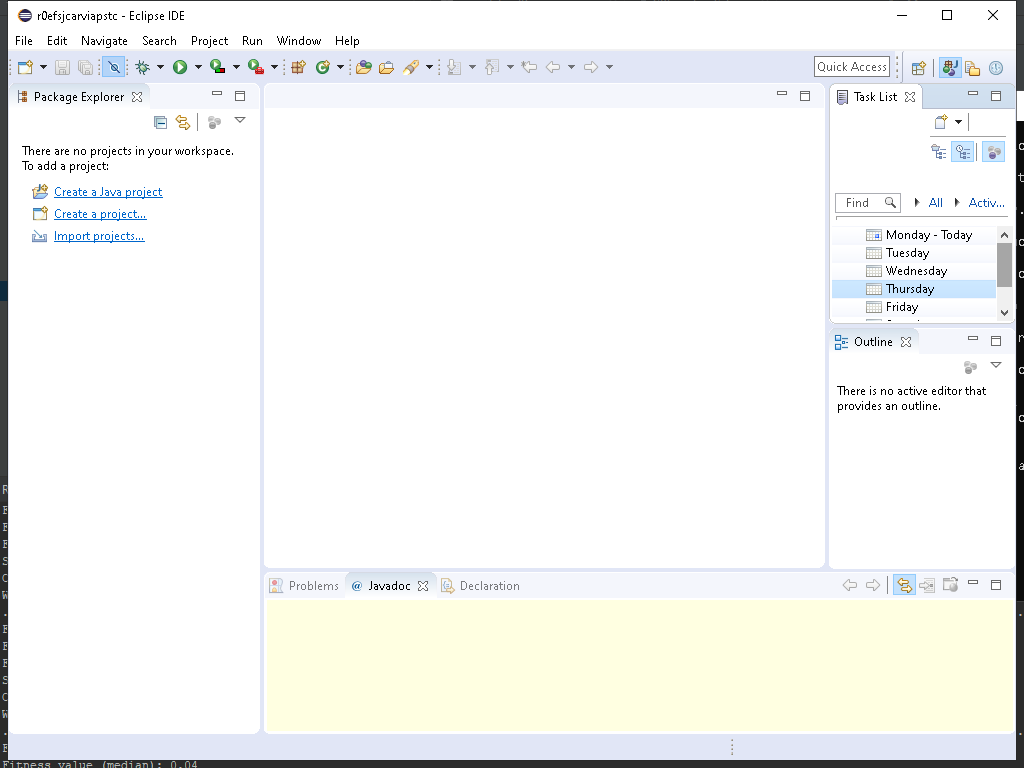 r0efsjcarviapstc - Eclipse IDE
File Edit Navigate Search Project Run Window Help
Quick Access
Package Explorer
Task List
There are no projects in your workspace.
To add a project:
Create a Java project
Create a project...
Import projects...
Find All Activ...
Monday - Today
Tuesday
Wednesday
Thursday
Friday
Outline
There is no active editor that
provides an outline.
Problems @ Javadoc Declaration
Fitness value (median): 0.04